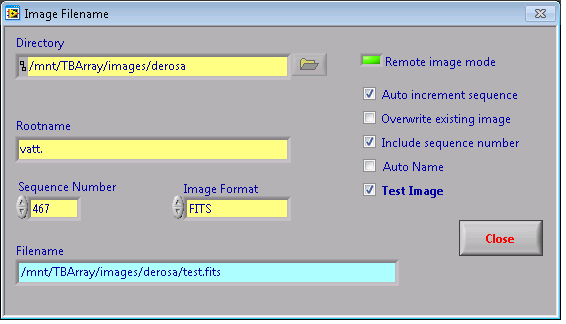 Image Filename
Directory
/mnt/TBArray/images/derosa
Remote image mode
Auto increment sequence
Overwrite existing image
Rootname
Include sequence number
vatt.
Auto Name
Sequence Number
Image Format
Test Image
467
FITS
Close
Filename
/mnt/TBArray/images/derosa/test.fits